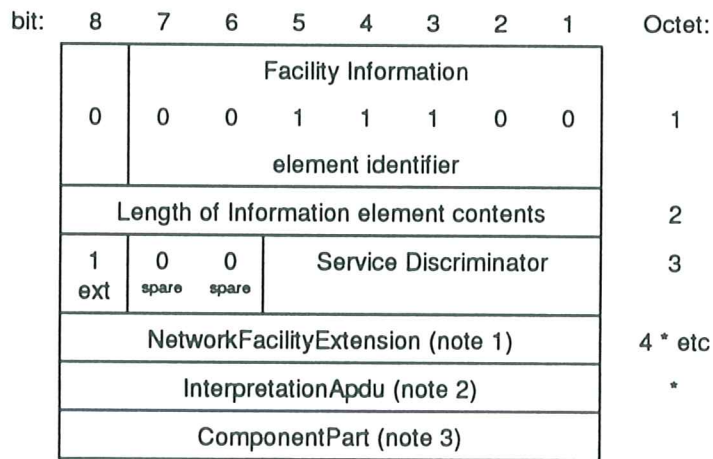 bit: 8 7 6 5 4 3 2 1 Octet:
Facility Information
0 0 0 1 1 1 0 0 1
element identifier
Length of Information element contents 2
1 0 0 Service Discriminator 3
ext spare spare
NetworkFacilityExtension (note 1) 4 * etc
InterpretationApdu (note 2) *
ComponentPart (note 3)